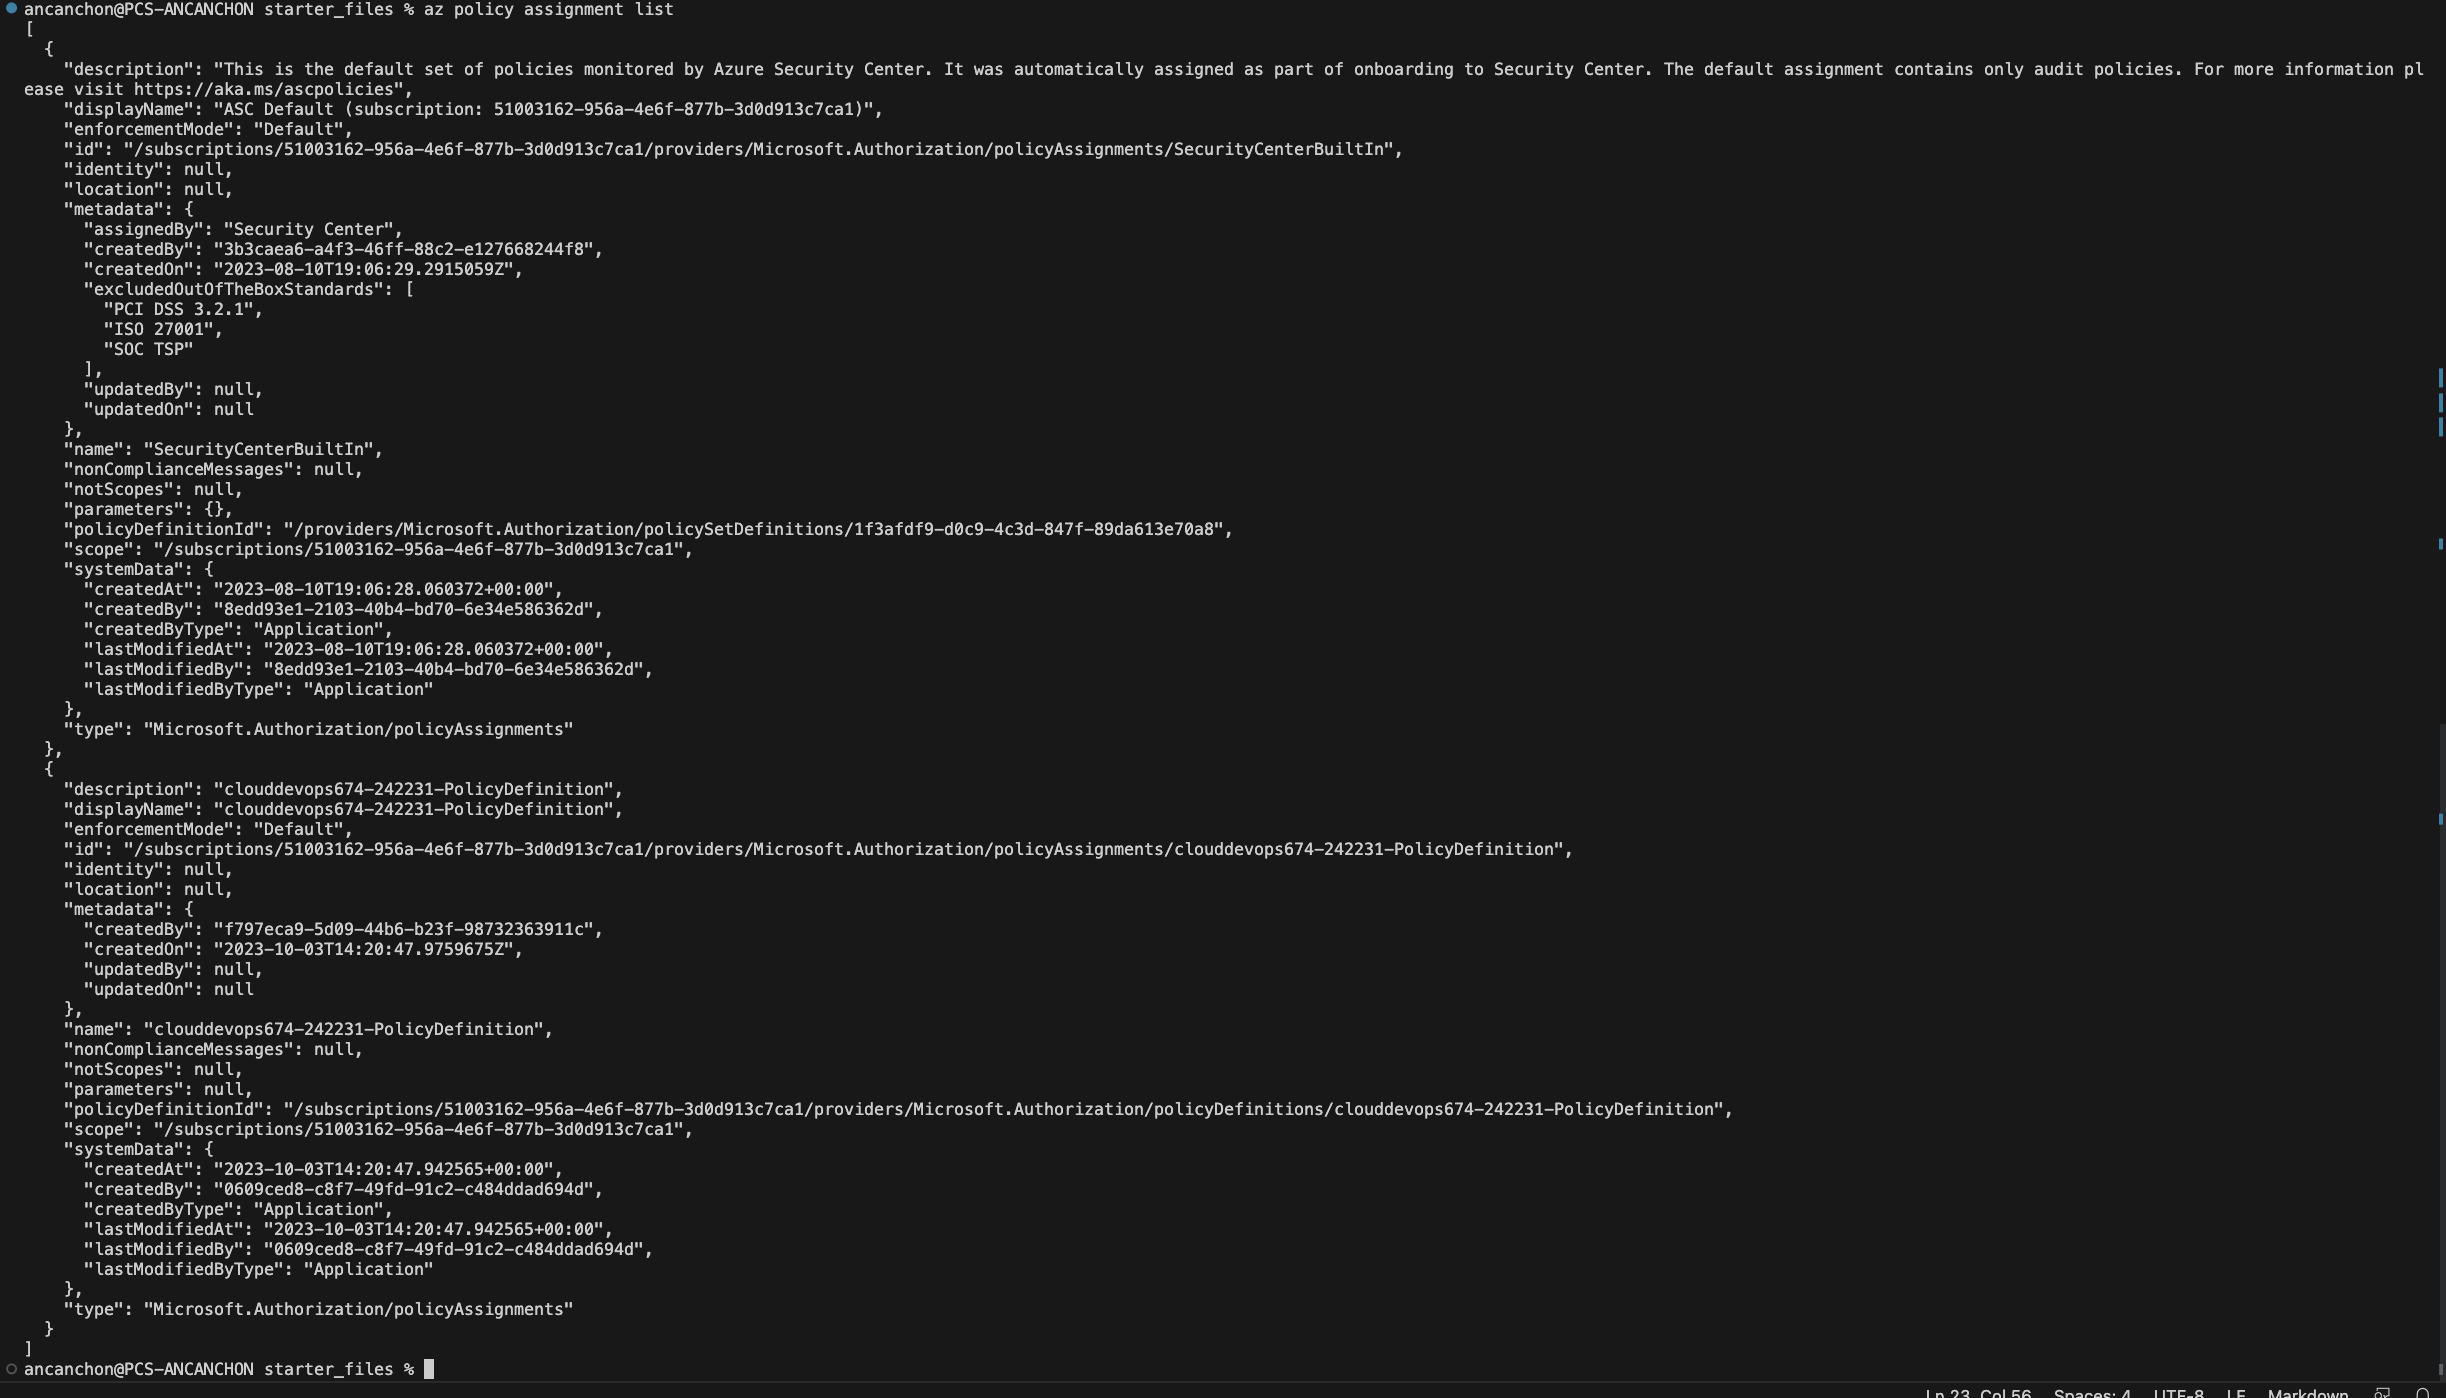 ancanchon@PCS-ANCANCHON starter_files % az policy assignment list
[
  {
    "description": "This is the default set of policies monitored by Azure Security Center. It was automatically assigned as part of onboarding to Security Center. The default assignment contains only audit policies. For more information pl
ease visit https://aka.ms/ascpolicies",
    "displayName": "ASC Default (subscription: 51003162-956a-4e6f-877b-3d0d913c7ca1)",
    "enforcementMode": "Default",
    "id": "/subscriptions/51003162-956a-4e6f-877b-3d0d913c7ca1/providers/Microsoft.Authorization/policyAssignments/SecurityCenterBuiltIn",
    "identity": null,
    "location": null,
    "metadata": {
      "assignedBy": "Security Center",
      "createdBy": "3b3caea6-a4f3-46ff-88c2-e127668244f8",
      "createdOn": "2023-08-10T19:06:29.2915059Z",
      "excludedOutOfTheBoxStandards": [
        "PCI DSS 3.2.1",
        "ISO 27001",
        "SOC TSP"
      ],
      "updatedBy": null,
      "updatedOn": null
    },
    "name": "SecurityCenterBuiltIn",
    "nonComplianceMessages": null,
    "notScopes": null,
    "parameters": {},
    "policyDefinitionId": "/providers/Microsoft.Authorization/policySetDefinitions/1f3afdf9-d0c9-4c3d-847f-89da613e70a8",
    "scope": "/subscriptions/51003162-956a-4e6f-877b-3d0d913c7ca1",
    "systemData": {
      "createdAt": "2023-08-10T19:06:28.060372+00:00",
      "createdBy": "8edd93e1-2103-40b4-bd70-6e34e586362d",
      "createdByType": "Application",
      "lastModifiedAt": "2023-08-10T19:06:28.060372+00:00",
      "lastModifiedBy": "8edd93e1-2103-40b4-bd70-6e34e586362d",
      "lastModifiedByType": "Application"
    },
    "type": "Microsoft.Authorization/policyAssignments"
  },
  {
    "description": "clouddevops674-242231-PolicyDefinition",
    "displayName": "clouddevops674-242231-PolicyDefinition",
    "enforcementMode": "Default",
    "id": "/subscriptions/51003162-956a-4e6f-877b-3d0d913c7ca1/providers/Microsoft.Authorization/policyAssignments/clouddevops674-242231-PolicyDefinition",
    "identity": null,
    "location": null,
    "metadata": {
      "createdBy": "f797eca9-5d09-44b6-b23f-98732363911c",
      "createdOn": "2023-10-03T14:20:47.9759675Z",
      "updatedBy": null,
      "updatedOn": null
    },
    "name": "clouddevops674-242231-PolicyDefinition",
    "nonComplianceMessages": null,
    "notScopes": null,
    "parameters": null,
    "policyDefinitionId": "/subscriptions/51003162-956a-4e6f-877b-3d0d913c7ca1/providers/Microsoft.Authorization/policyDefinitions/clouddevops674-242231-PolicyDefinition",
    "scope": "/subscriptions/51003162-956a-4e6f-877b-3d0d913c7ca1",
    "systemData": {
      "createdAt": "2023-10-03T14:20:47.942565+00:00",
      "createdBy": "0609ced8-c8f7-49fd-91c2-c484ddad694d",
      "createdByType": "Application",
      "lastModifiedAt": "2023-10-03T14:20:47.942565+00:00",
      "lastModifiedBy": "0609ced8-c8f7-49fd-91c2-c484ddad694d",
      "lastModifiedByType": "Application"
    },
    "type": "Microsoft.Authorization/policyAssignments"
  }
]
ancanchon@PCS-ANCANCHON starter_files %
Ln 23, Col 56 Spaces: 4 UTF-8 LF Markdown